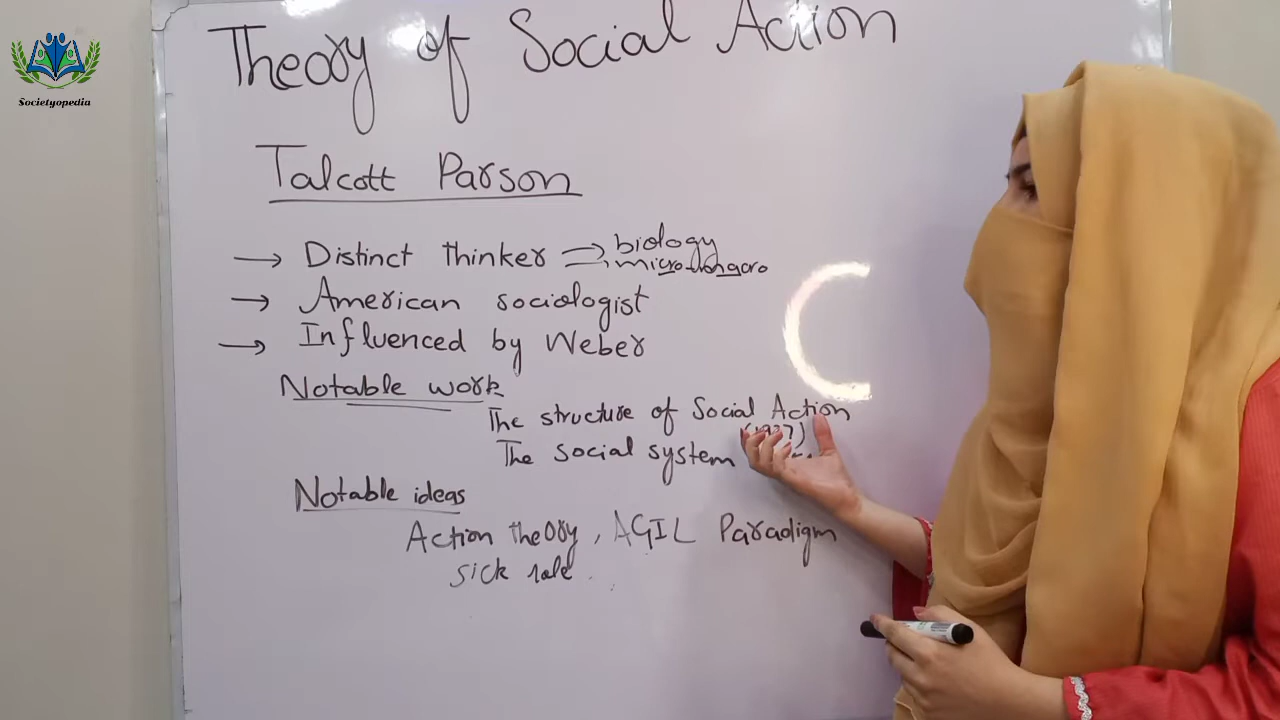 Societyopedia
Theory of Social Action
Talcott Parson
→ Distinct thinker → biology
micro
→ American sociologist
→ Influenced by Weber
Notable work
The structure of Social Action
The social system
Notable ideas
Action theory, AGIL Paradigm
sick role